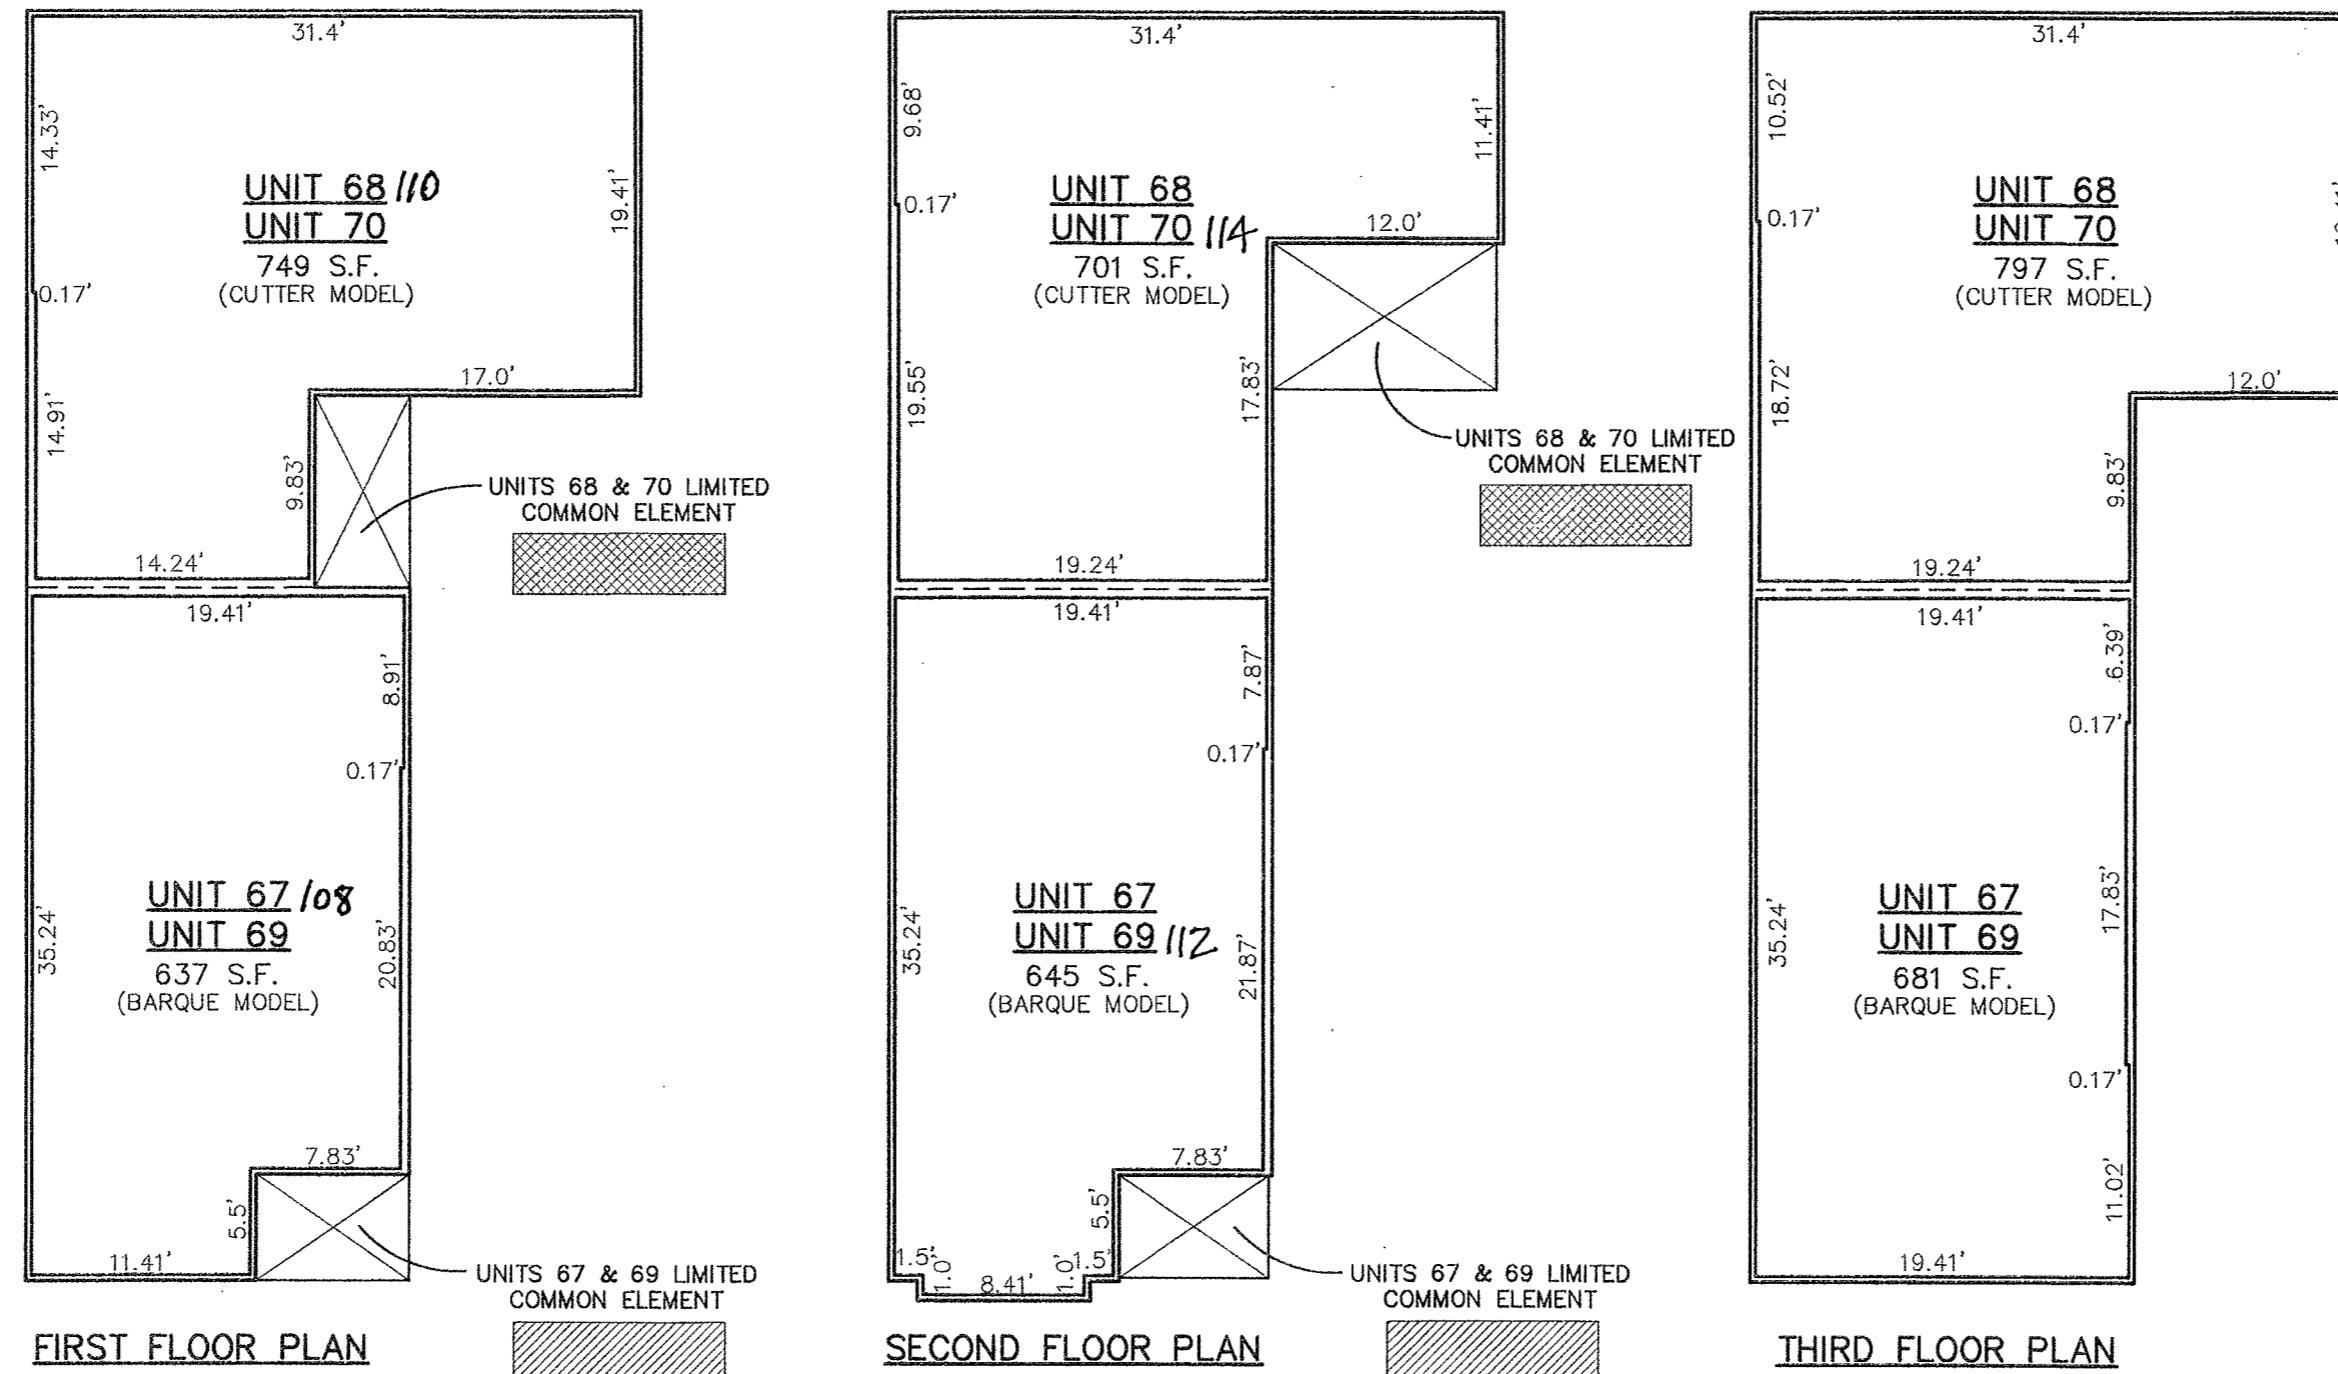 31.4'
14.33'
UNIT 68 110
UNIT 70
749 S.F.
(CUTTER MODEL)
19.41'
0.17'
17.0'
14.91'
9.83'
UNITS 68 & 70 LIMITED
COMMON ELEMENT
14.24'
19.41'
8.91'
0.17'
UNIT 67 108
UNIT 69
637 S.F.
(BARQUE MODEL)
35.24'
20.83'
7.83'
5.5'
11.41'
UNITS 67 & 69 LIMITED
COMMON ELEMENT
FIRST FLOOR PLAN
31.4'
9.68'
11.41'
0.17'
UNIT 68
UNIT 70 114
701 S.F.
(CUTTER MODEL)
12.0'
19.55'
17.83'
UNITS 68 & 70 LIMITED
COMMON ELEMENT
19.24'
19.41'
7.87'
0.17'
UNIT 67
UNIT 69 112
645 S.F.
(BARQUE MODEL)
35.24'
21.87'
7.83'
5.5'
1.5'
1.0'
8.41'
1.0'
1.5'
UNITS 67 & 69 LIMITED
COMMON ELEMENT
SECOND FLOOR PLAN
31.4'
10.52'
0.17'
UNIT 68
UNIT 70
797 S.F.
(CUTTER MODEL)
12.0'
18.72'
9.83'
19.24'
19.41'
6.39'
0.17'
UNIT 67
UNIT 69
681 S.F.
(BARQUE MODEL)
35.24'
17.83'
0.17'
11.02'
19.41'
THIRD FLOOR PLAN